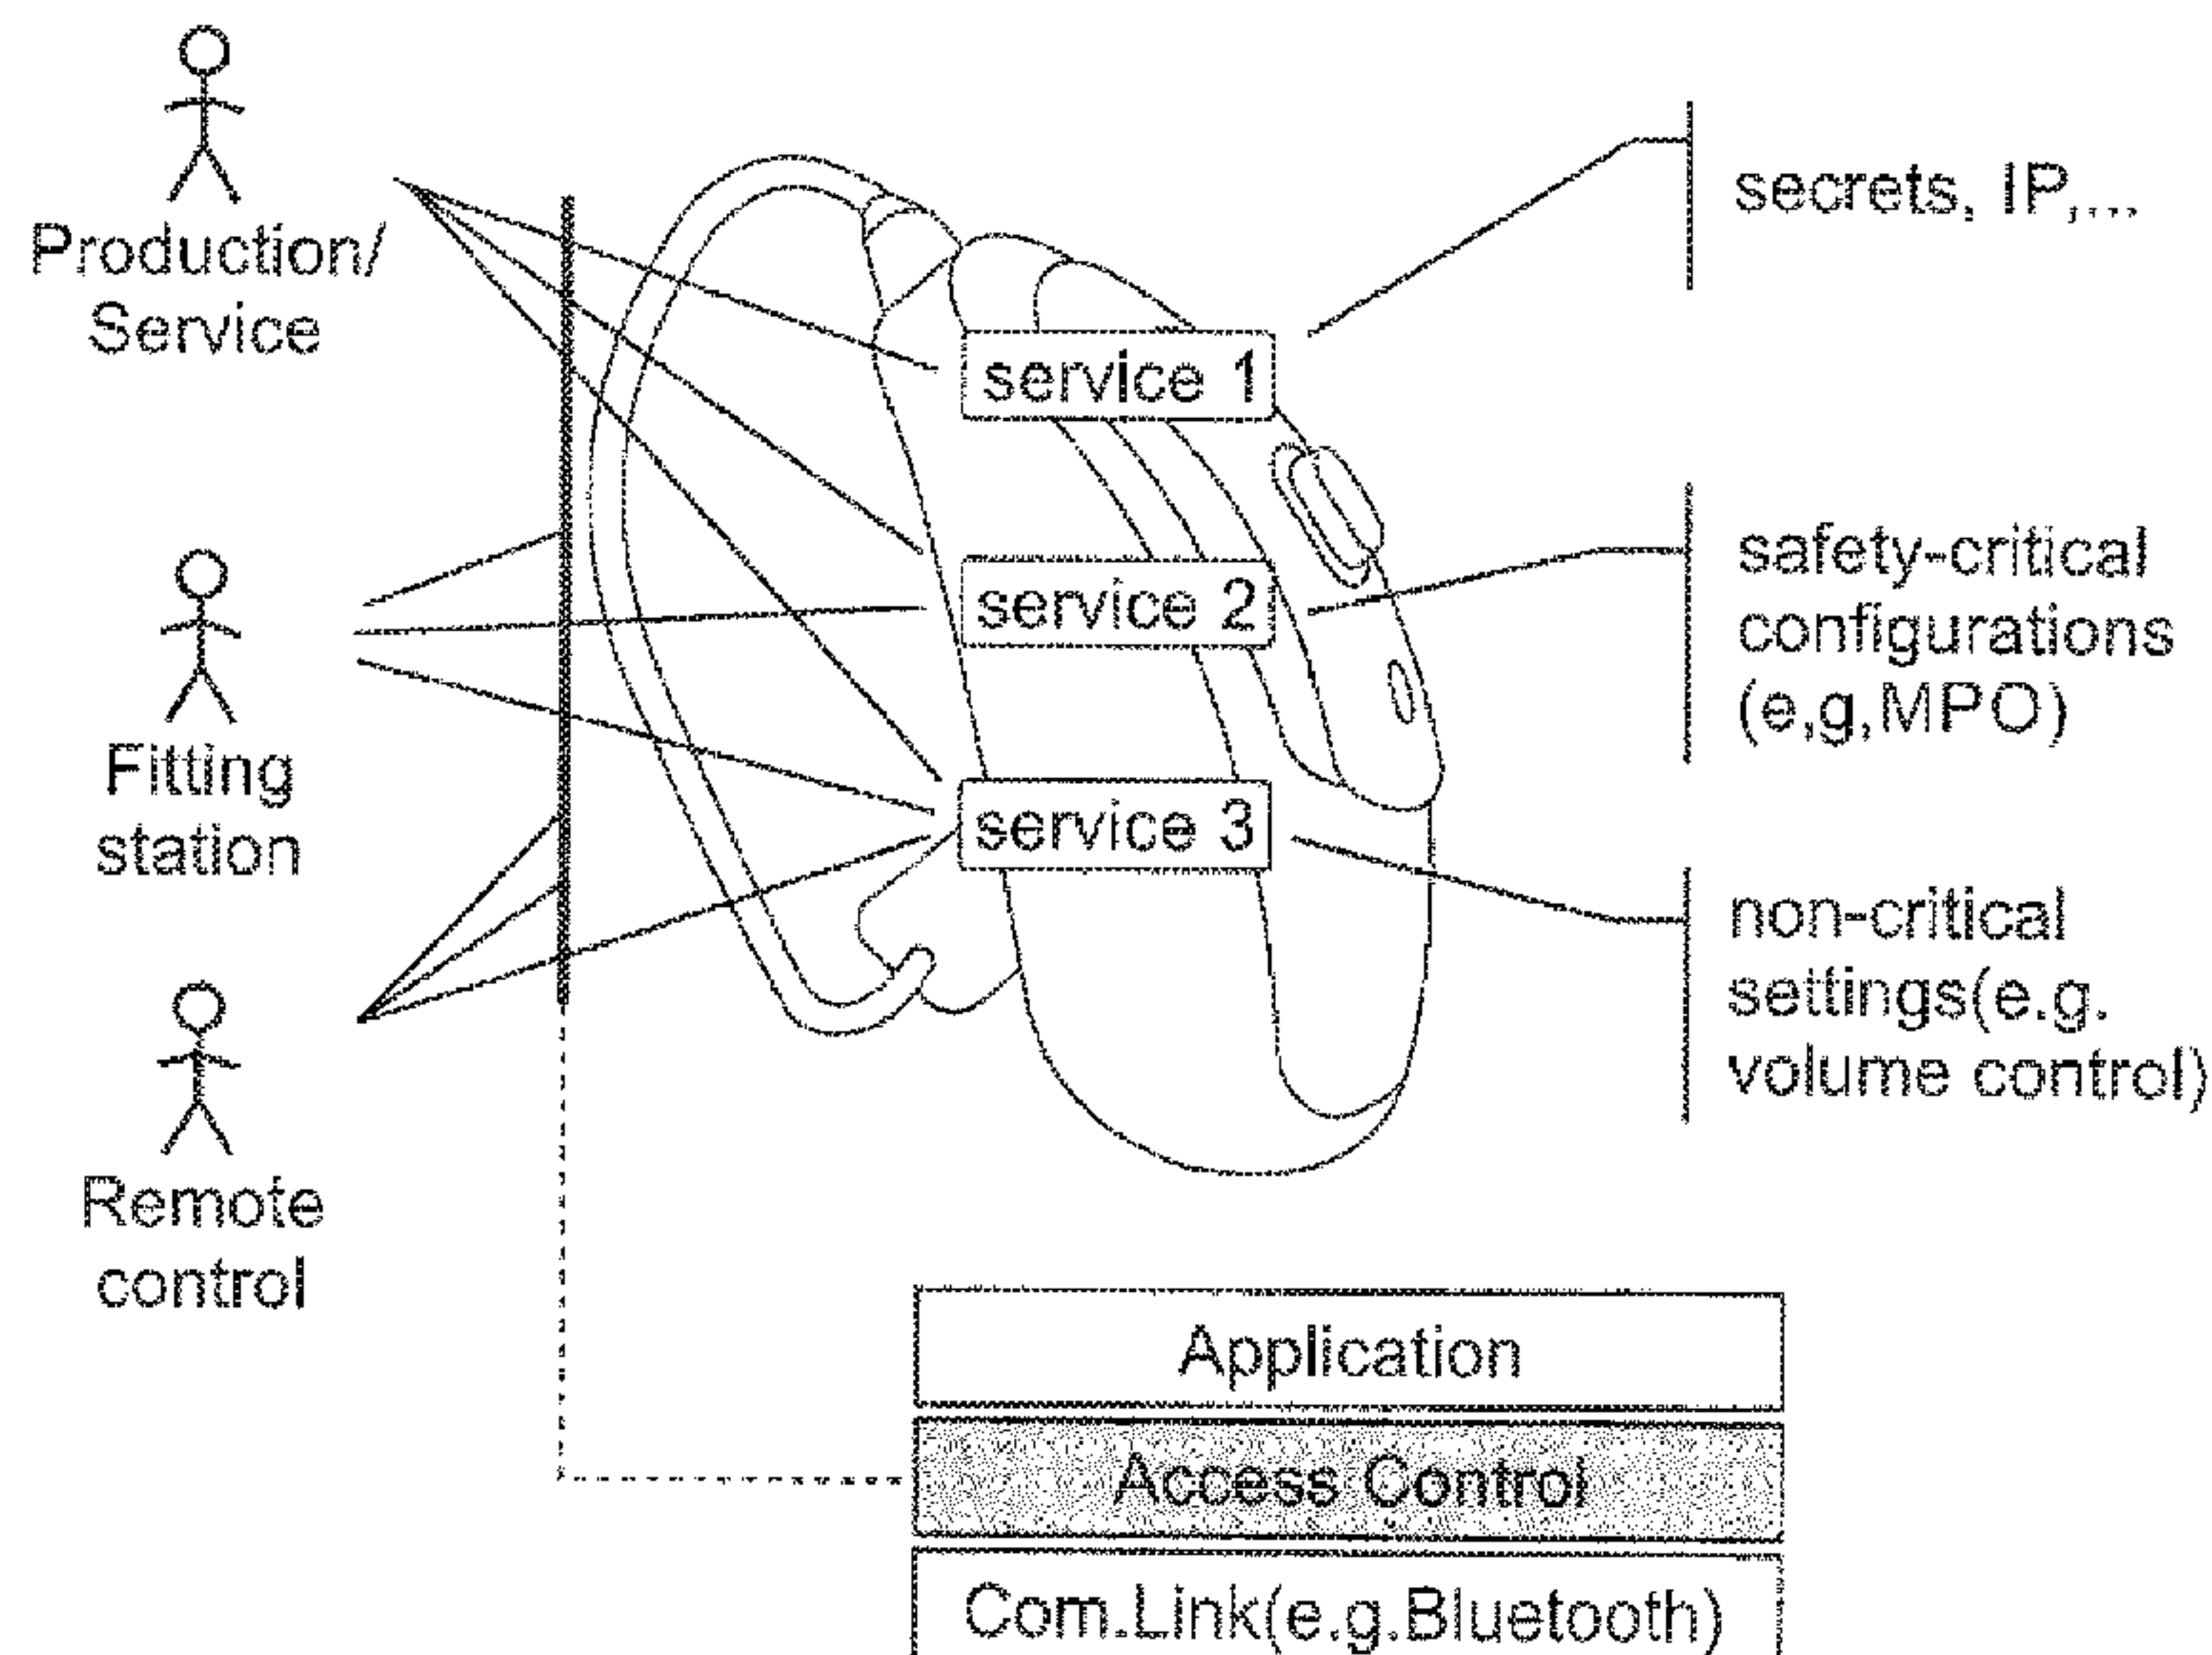 Production/
Service
Fitting
station
Remote
control
service 1
service 2
service 3
secrets, IP,...
safety-critical
configurations
(e,g,MPO)
non-critical
settings(e.g.
volume control)
Application
Access Control
Com.Link(e.g.Bluetooth)